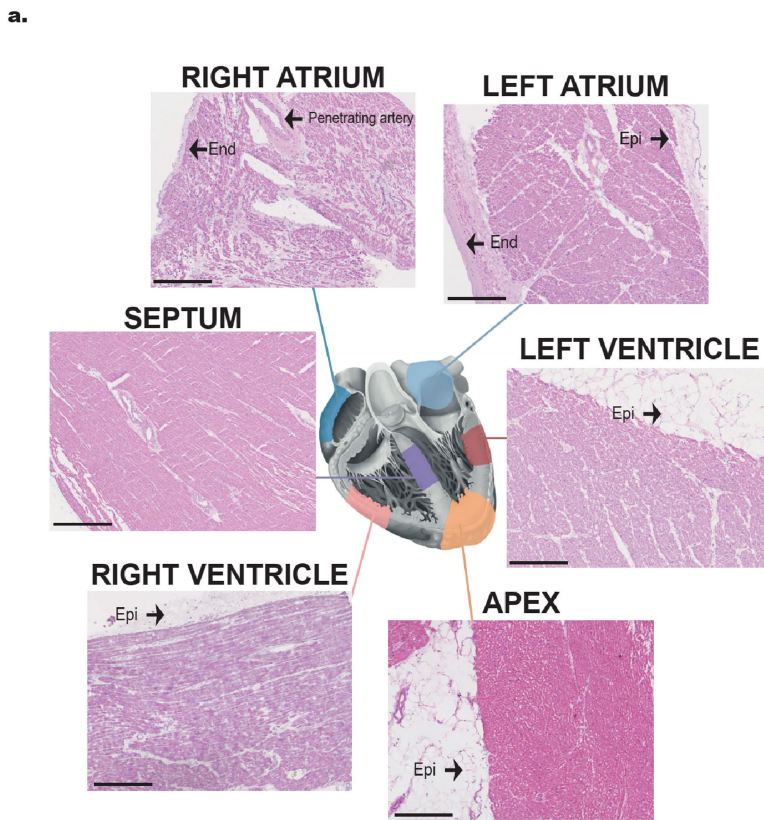 a.
RIGHT ATRIUM
LEFT ATRIUM
Penetrating artery
End
Epi
End
SEPTUM
LEFT VENTRICLE
Epi
RIGHT VENTRICLE
Epi
APEX
Epi